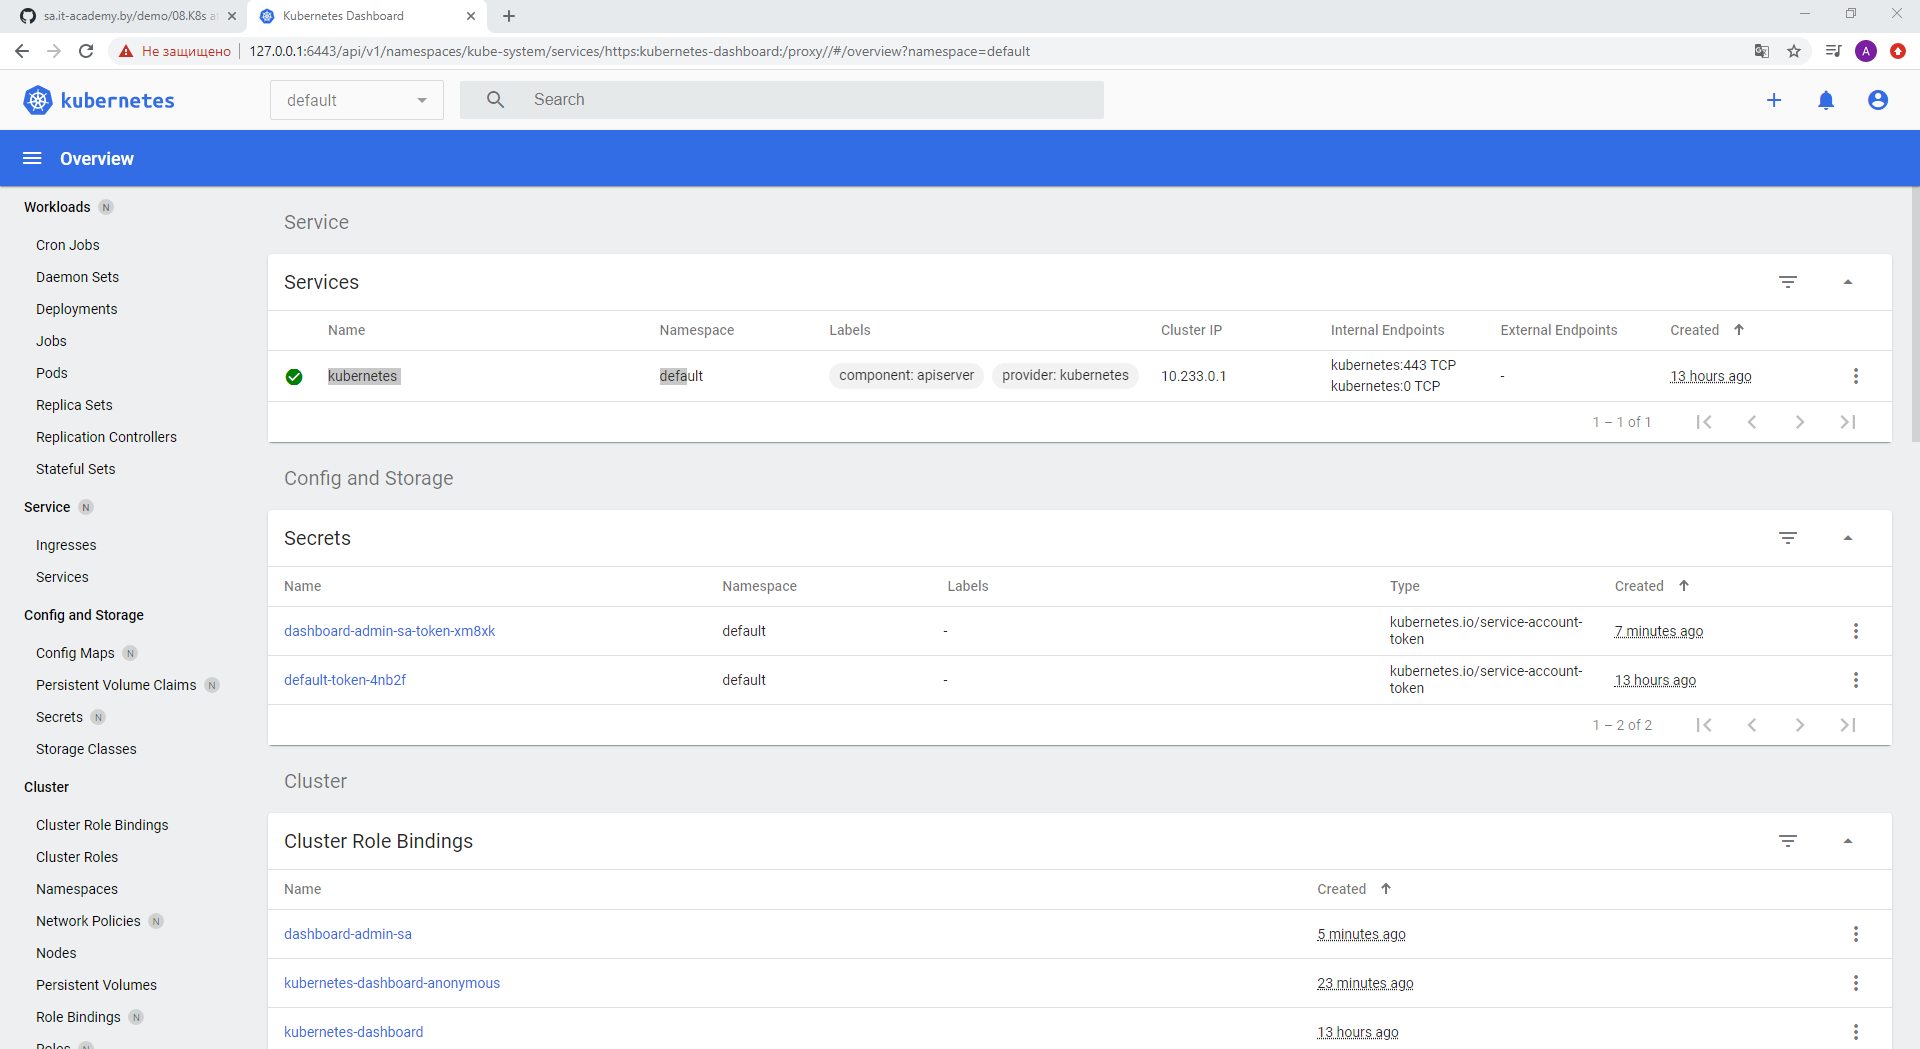 sa.it-academy.by/demo/08.K8s at
Kubernetes Dashboard
Не защищено
127.0.0.1:6443/api/v1/namespaces/kube-system/services/https:kubernetes-dashboard:/proxy//#/overview?namespace=default
A
kubernetes
default
Search
Overview
Workloads N
Cron Jobs
Daemon Sets
Deployments
Jobs
Pods
Replica Sets
Replication Controllers
Stateful Sets
Service N
Ingresses
Services
Config and Storage
Config Maps N
Persistent Volume Claims N
Secrets N
Storage Classes
Cluster
Cluster Role Bindings
Cluster Roles
Namespaces
Network Policies N
Nodes
Persistent Volumes
Role Bindings N
Roles N
Service
Services
Name Namespace Labels Cluster IP Internal Endpoints External Endpoints Created
kubernetes default component: apiserver provider: kubernetes 10.233.0.1 kubernetes:443 TCP - 13 hours ago
kubernetes:0 TCP
1 – 1 of 1
Config and Storage
Secrets
Name Namespace Labels Type Created
dashboard-admin-sa-token-xm8xk default - kubernetes.io/service-account- 7 minutes ago
token
default-token-4nb2f default - kubernetes.io/service-account- 13 hours ago
token
1 – 2 of 2
Cluster
Cluster Role Bindings
Name Created
dashboard-admin-sa 5 minutes ago
kubernetes-dashboard-anonymous 23 minutes ago
kubernetes-dashboard 13 hours ago